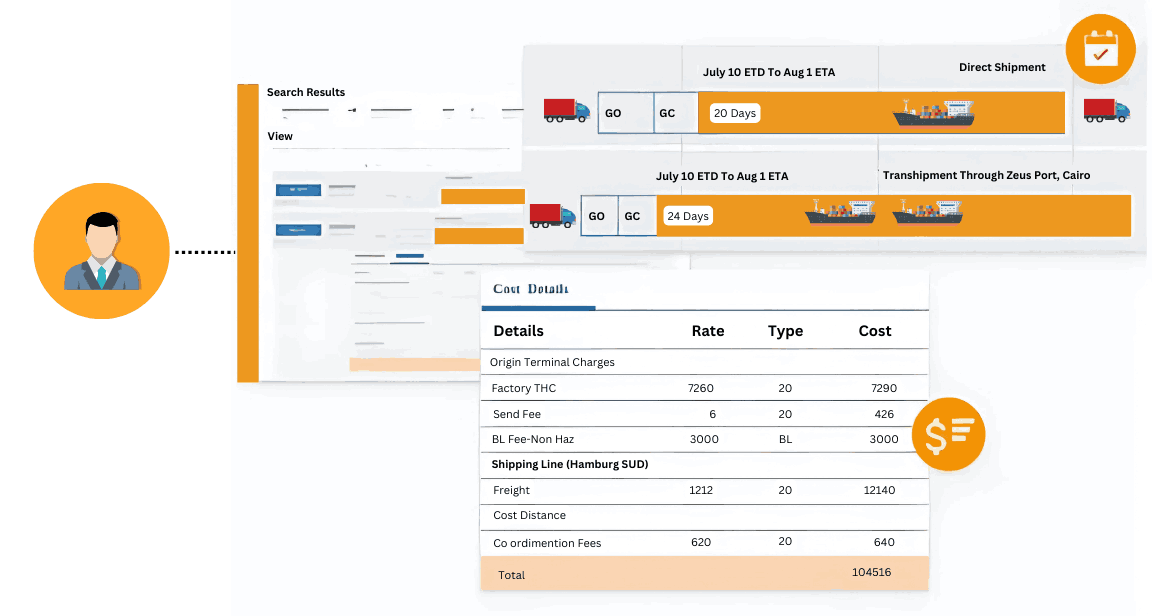 Search Results
View
July 10 ETD To Aug 1 ETA
Direct Shipment
GO
GC
20 Days
July 10 ETD To Aug 1 ETA
Transhipment Through Zeus Port, Cairo
GO
GC
24 Days
Cost Details
Details Rate Type Cost
Origin Terminal Charges
Factory THC 7260 20 7290
Send Fee 6 20 426
BL Fee-Non Haz 3000 BL 3000
Shipping Line (Hamburg SUD)
Freight 1212 20 12140
Cost Distance
Co ordimention Fees 620 20 640
Total 104516